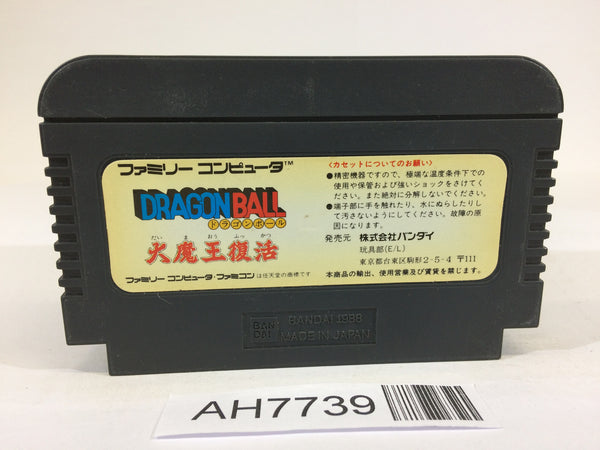 ファミリー コンピュータ™
DRAGON BALL
ドラゴンボール
だい ま おう ふっ かつ
大魔王復活
ファミリー コンピュータ・ファミコンは任天堂の商標です
〈カセットについてのお願い〉
●精密機器ですので、極端な温度条件下での
使用や保管および強いショックをさけてく
ださい。また絶対に分解しないでください。
●端子部に手を触れたり、水にぬらしたりし
て汚さないようにしてください。故障の原
因になります。
発売元 株式会社バンダイ
玩具部(E/L)
東京都台東区駒形2-5-4 〒111
本商品の輸出、使用営業及び賃貸を禁じます。
BAN
DAI
BANDAI 1988
MADE IN JAPAN
AH7739